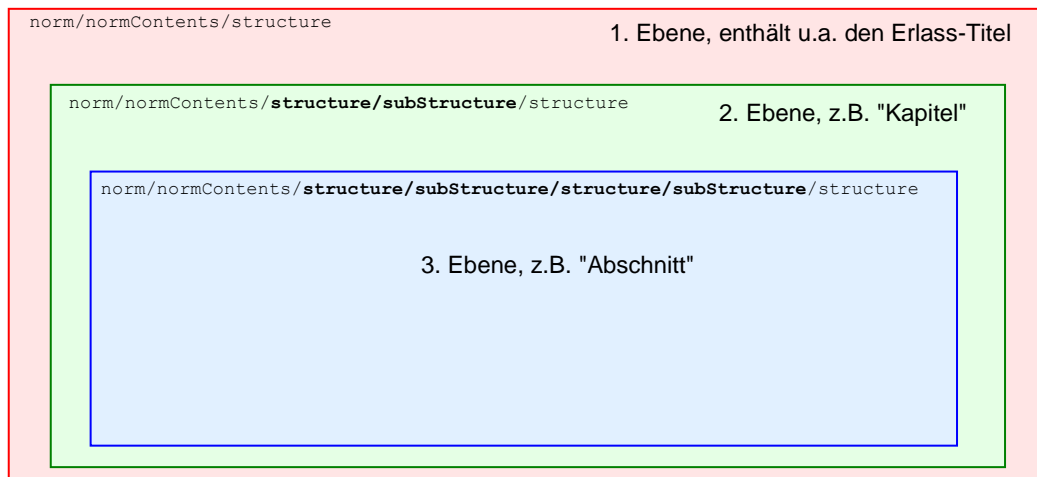 norm/normContents/structure
1. Ebene, enthält u.a. den Erlass-Titel
norm/normContents/structure/subStructure/structure
2. Ebene, z.B. "Kapitel"
norm/normContents/structure/subStructure/structure/subStructure/structure
3. Ebene, z.B. "Abschnitt"